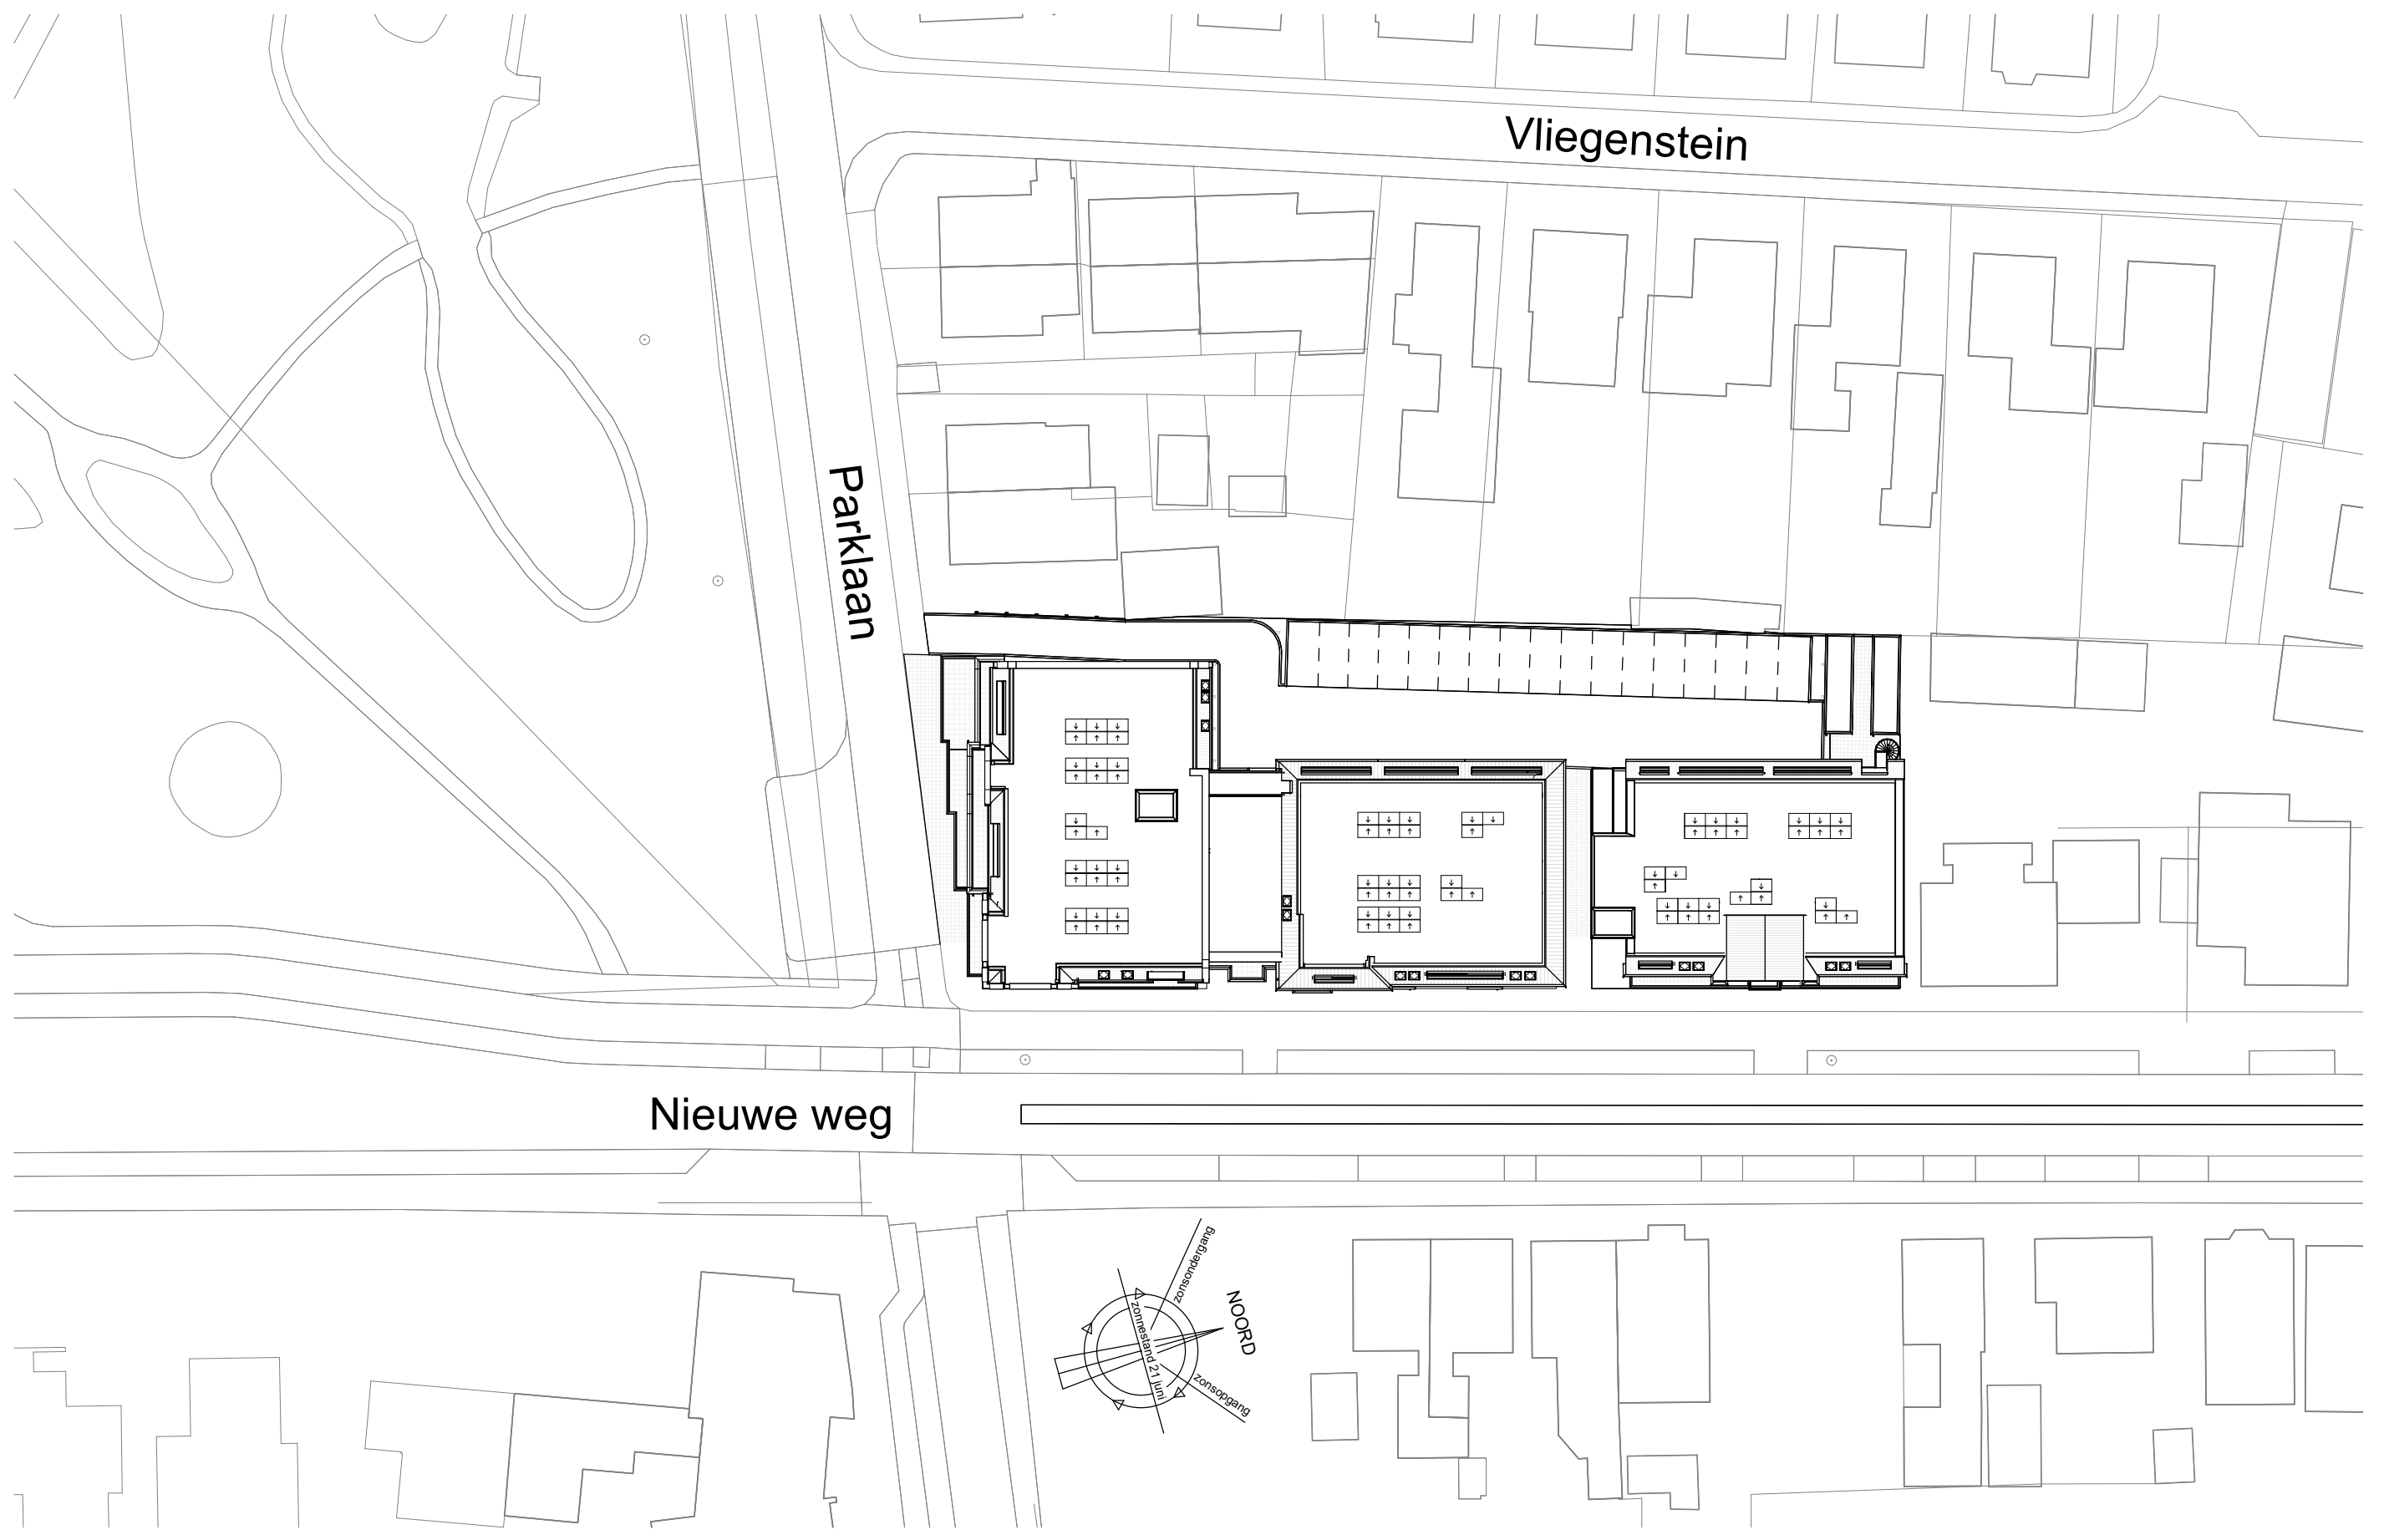 Vliegenstein
Parklaan
Nieuwe weg
zonsondergang
NOORD
zonnestand 21 juni
zonsopgang